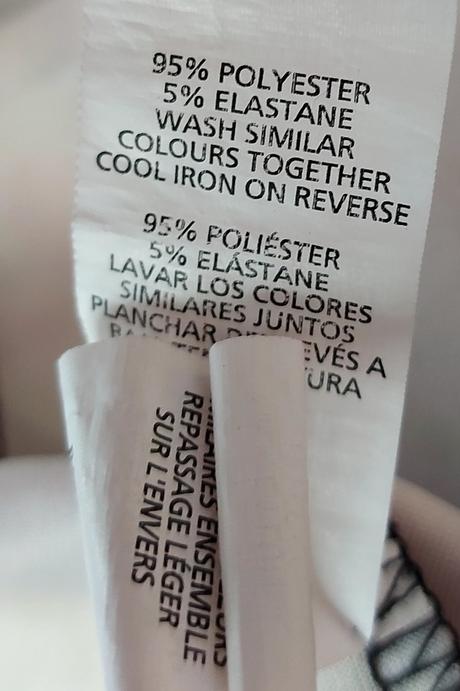 95% POLYESTER
5% ELASTANE
WASH SIMILAR
COLOURS TOGETHER
COOL IRON ON REVERSE
95% POLIÉSTER
5% ELÁSTANE
LAVAR LOS COLORES
SIMILARES JUNTOS
PLANCHAR A
ENSEMBLE
REPASSAGE LÉGER
SUR L'ENVERS